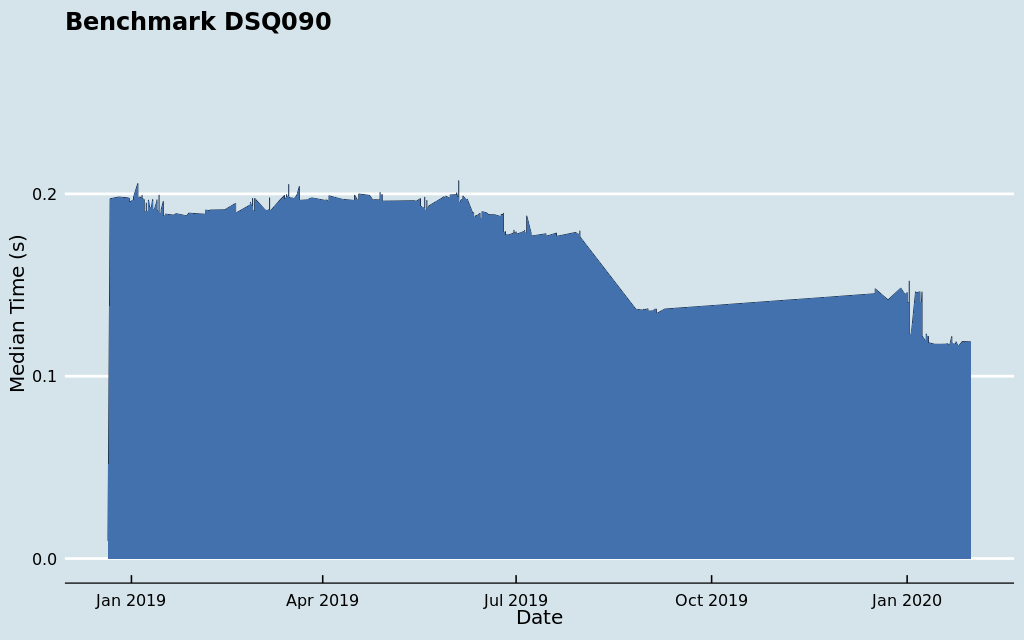 Benchmark DSQ090
Median Time (s)
0.2
0.1
0.0
Jan 2019
Apr 2019
Jul 2019
Oct 2019
Jan 2020
Date